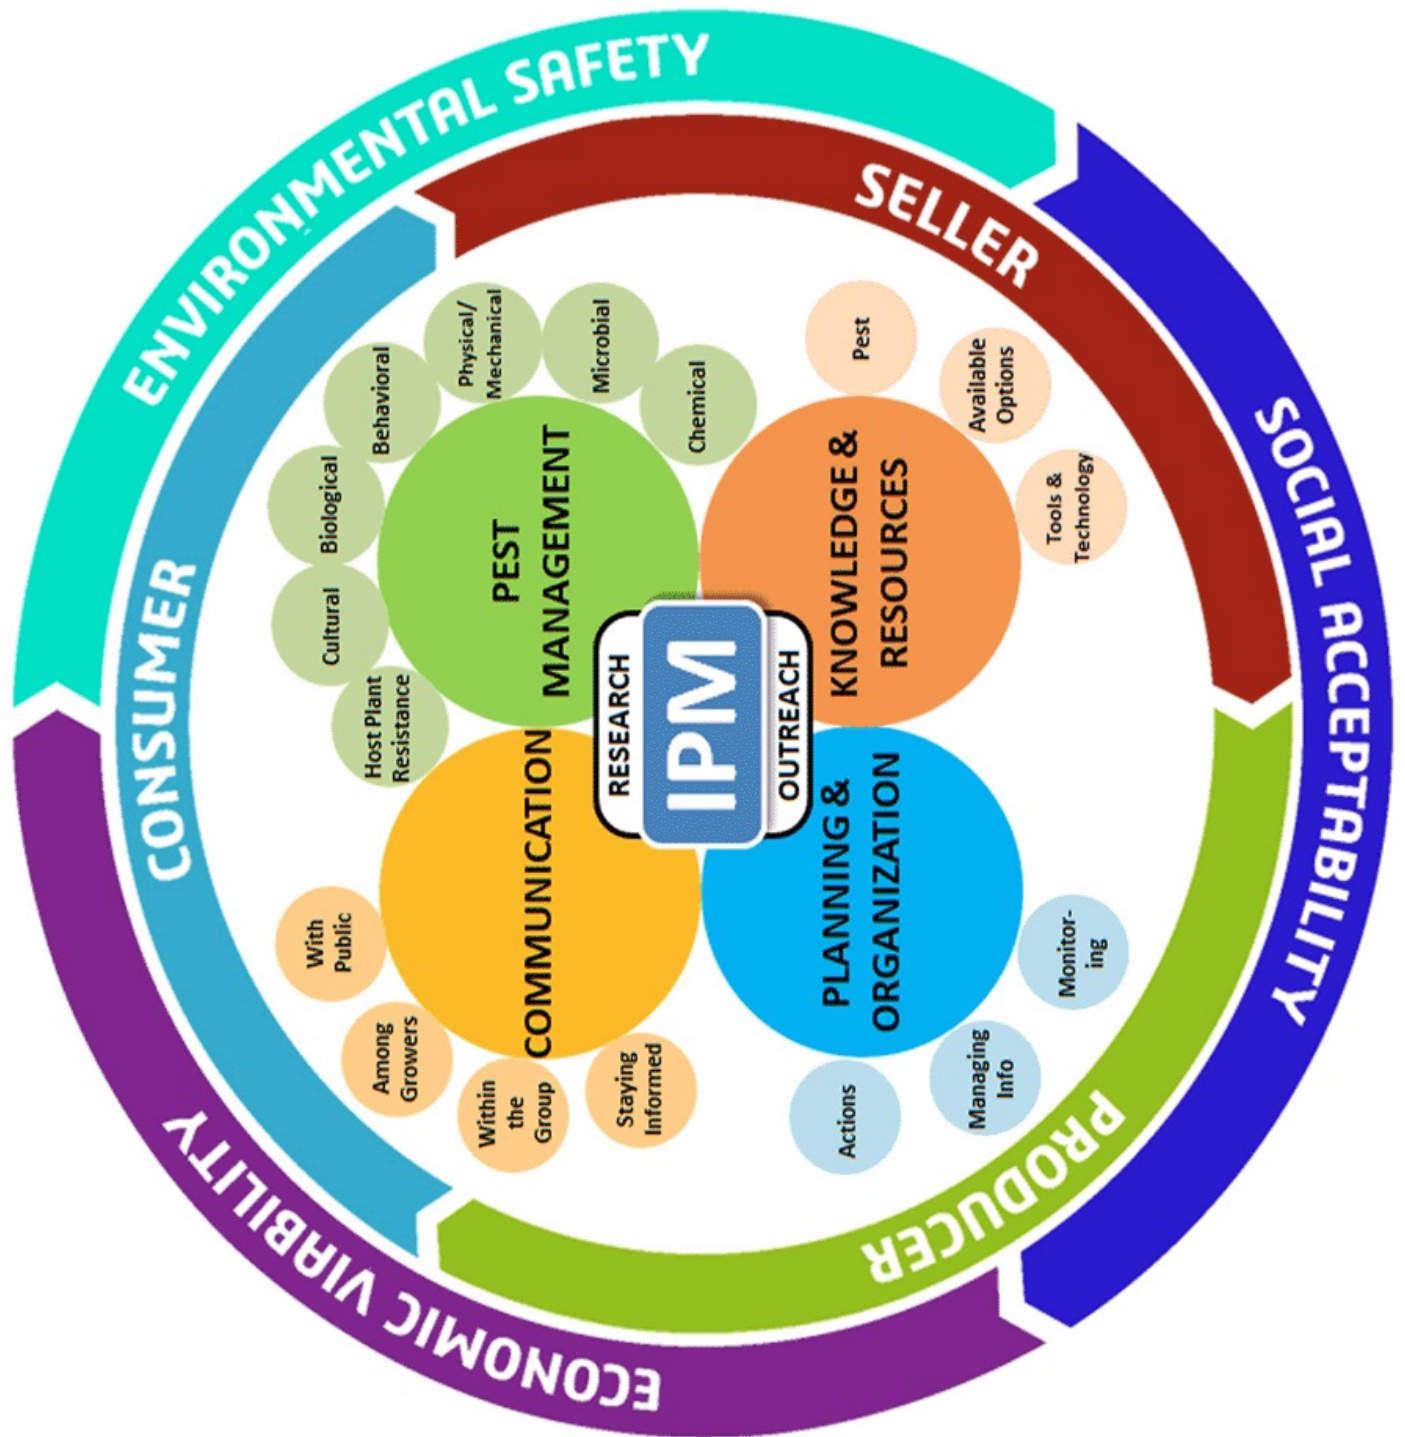 ENVIRONMENTAL SAFETY
SOCIAL ACCEPTABILITY
ECONOMIC VIABILITY
CONSUMER
SELLER
PRODUCER
RESEARCH
IPM
OUTREACH
PEST
MANAGEMENT
Host Plant
Resistance
Cultural
Biological
Behavioral
Physical/
Mechanical
Microbial
Chemical
KNOWLEDGE &
RESOURCES
Pest
Available
Options
Tools &
Technology
PLANNING &
ORGANIZATION
Monitor-
ing
Managing
Info
Actions
COMMUNICATION
Staying
Informed
Within
the
Group
Among
Growers
With
Public